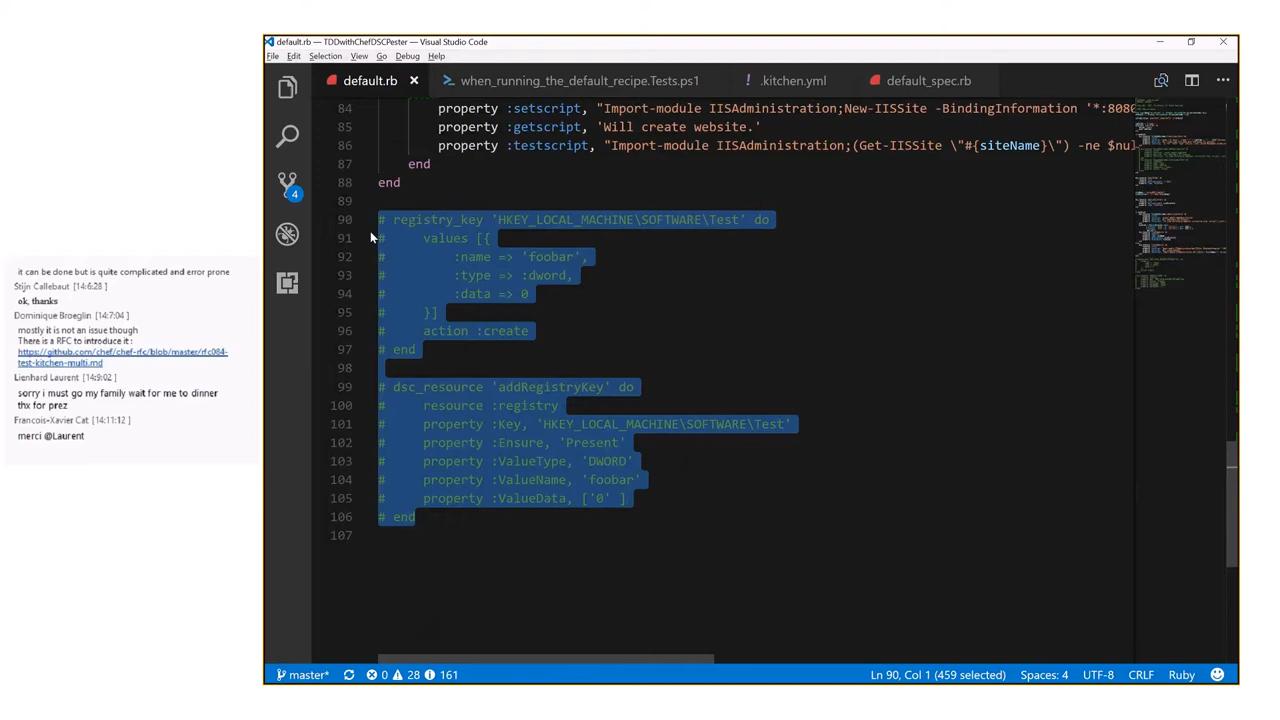 it can be done but is quite complicated and error prone
Stijn Callebaut [14:6:28 ]
ok, thanks
Dominique Broeglin [14:7:04 ]
mostly it is not an issue though
There is a RFC to introduce it :
https://github.com/chef/chef-rfc/blob/master/rfc084-
test-kitchen-multi.md
Lienhard Laurent [14:9:02 ]
sorry i must go my family wait for me to dinner
thx for prez
Francois-Xavier Cat [14:11:12 ]
merci @Laurent
default.rb — TDDwithChefDSCPester — Visual Studio Code
File Edit Selection View Go Debug Help
default.rb
when_running_the_default_recipe.Tests.ps1
! .kitchen.yml
default_spec.rb
84 property :setscript, "Import-module IISAdministration;New-IISSite -BindingInformation '*:8080
85 property :getscript, 'Will create website.'
86 property :testscript, "Import-module IISAdministration;(Get-IISSite \"#{siteName}\") -ne $nul
87 end
88 end
89
90 # registry_key 'HKEY_LOCAL_MACHINE\SOFTWARE\Test' do
91 # values [{
92 # :name => 'foobar',
93 # :type => :dword,
94 # :data => 0
95 # }]
96 # action :create
97 # end
98
99 # dsc_resource 'addRegistryKey' do
100 # resource :registry
101 # property :Key, 'HKEY_LOCAL_MACHINE\SOFTWARE\Test'
102 # property :Ensure, 'Present'
103 # property :ValueType, 'DWORD'
104 # property :ValueName, 'foobar'
105 # property :ValueData, ['0' ]
106 # end
107
4
master* 0 28 161 Ln 90, Col 1 (459 selected) Spaces: 4 UTF-8 CRLF Ruby